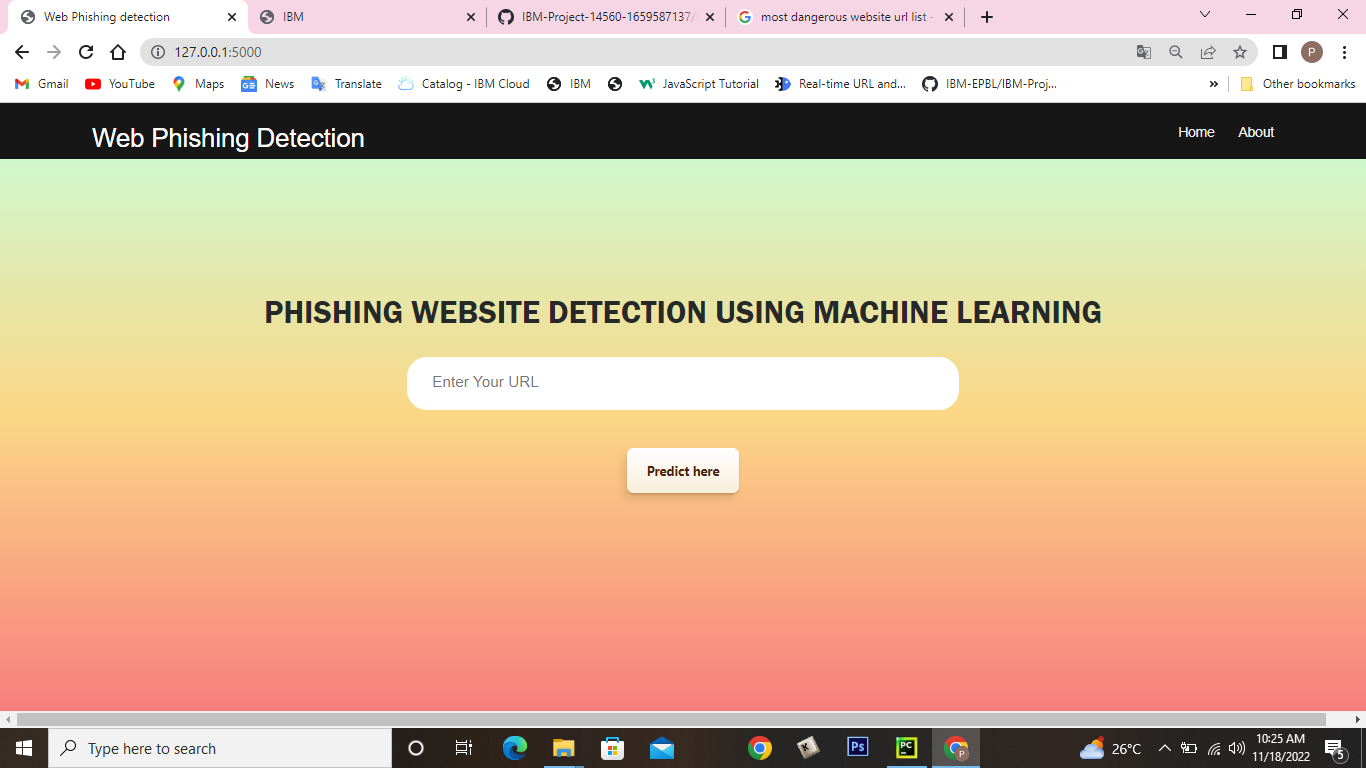 Web Phishing detection
IBM
IBM-Project-14560-1659587137/
most dangerous website url list -
127.0.0.1:5000
P
Gmail
YouTube
Maps
News
Translate
Catalog - IBM Cloud
IBM
JavaScript Tutorial
Real-time URL and...
IBM-EPBL/IBM-Proj...
»
Other bookmarks
Web Phishing Detection
Home
About
PHISHING WEBSITE DETECTION USING MACHINE LEARNING
Enter Your URL
Predict here
Type here to search
Ps
PC
P
26°C
10:25 AM
11/18/2022
5